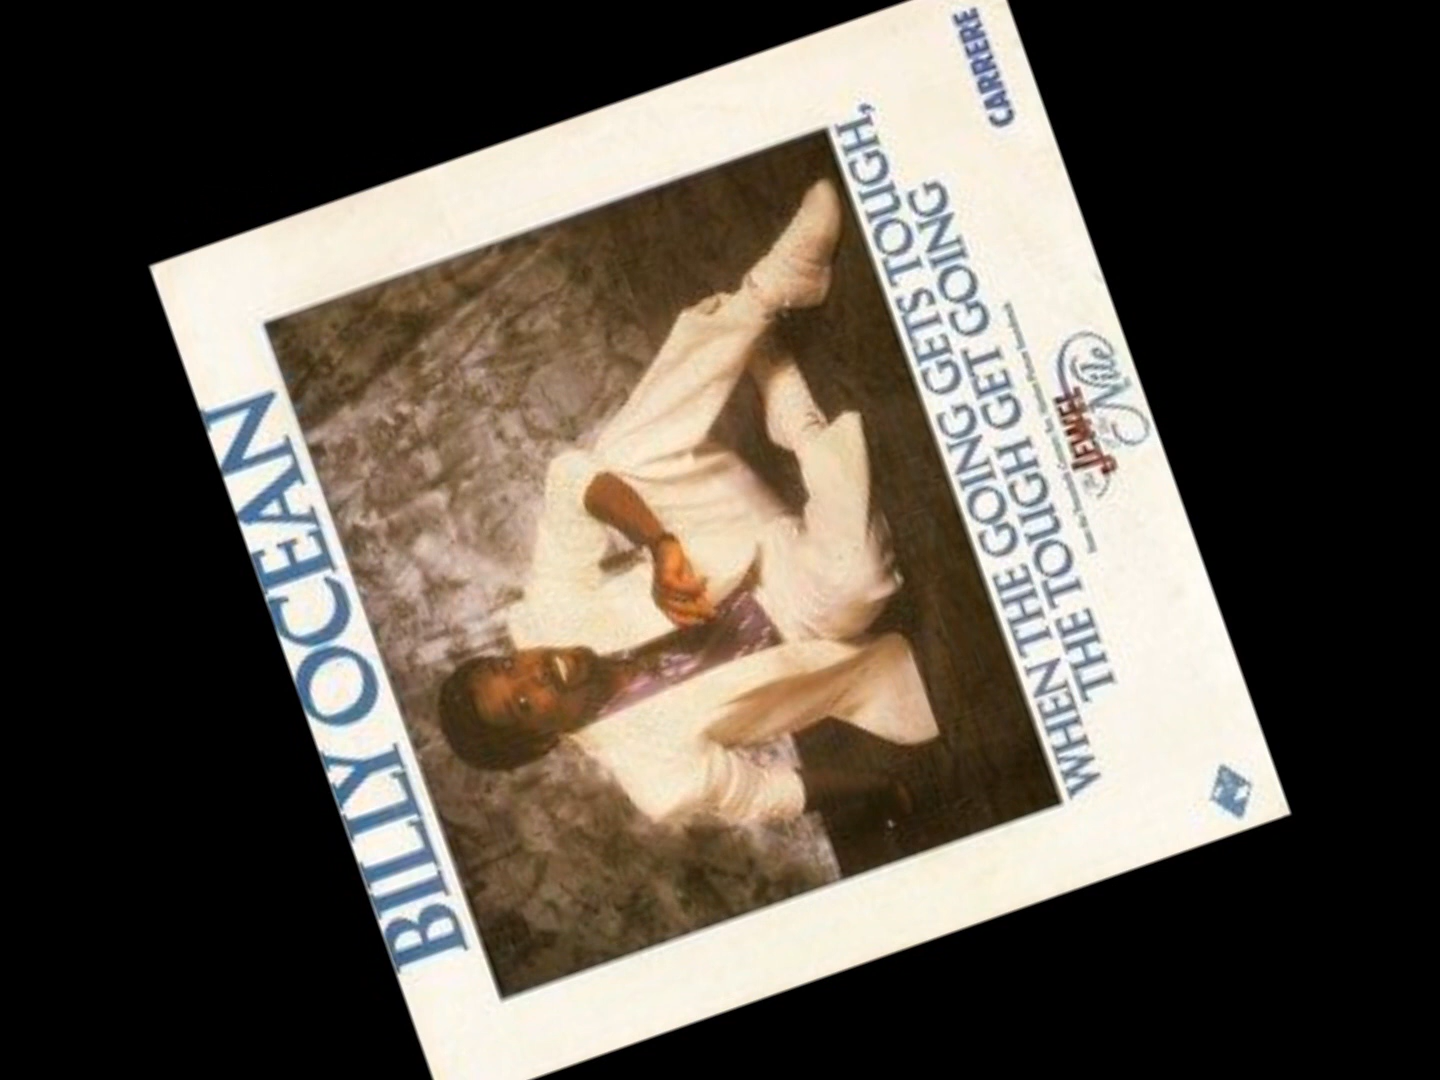 BILLY OCEAN
WHEN THE GOING GETS TOUGH,
THE TOUGH GET GOING
JEWEL
Nile
CARRERE